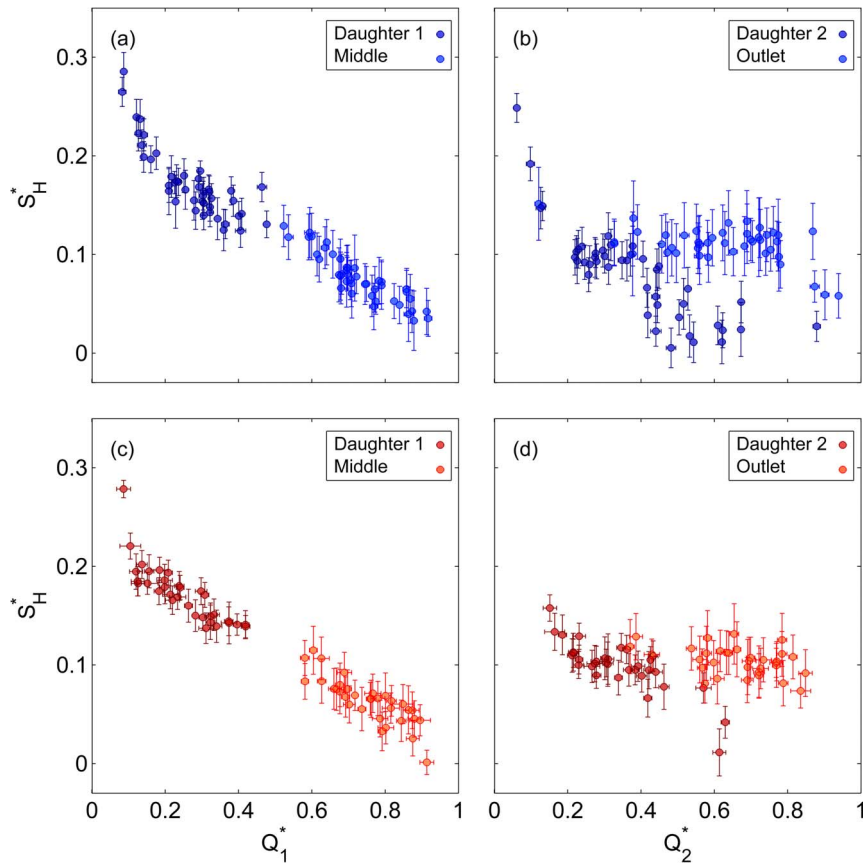 (a)
Daughter 1
Middle
(b)
Daughter 2
Outlet
0.3
0.2
0.1
0
S*H
(c)
Daughter 1
Middle
(d)
Daughter 2
Outlet
0.3
0.2
0.1
0
S*H
0 0.2 0.4 0.6 0.8 1
0 0.2 0.4 0.6 0.8 1
Q*1
Q*2